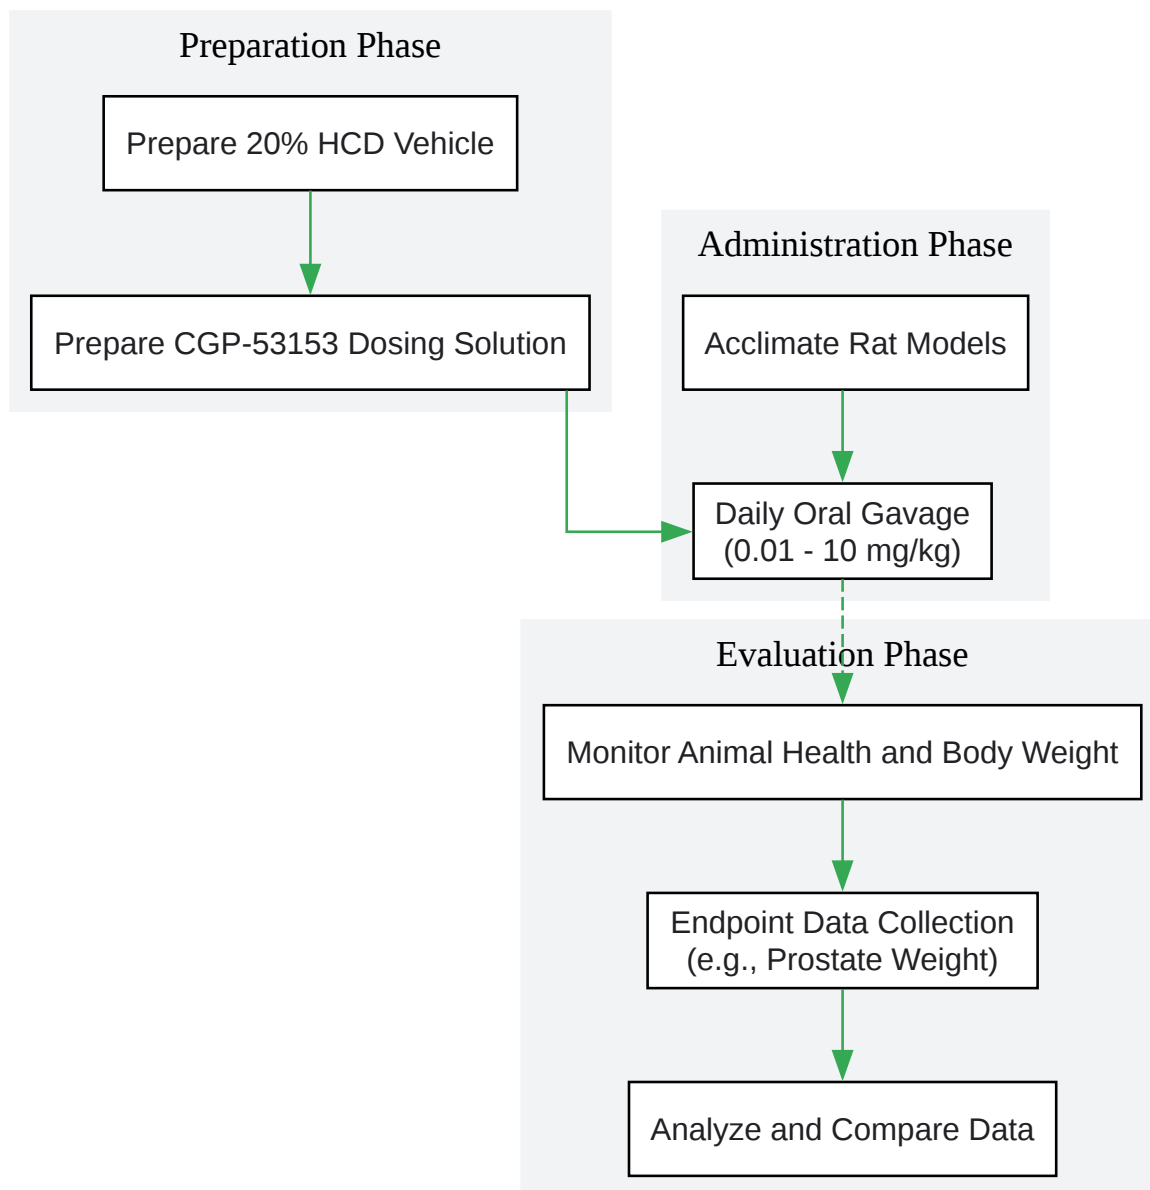 Preparation Phase
Prepare 20% HCD Vehicle
Prepare CGP-53153 Dosing Solution
Administration Phase
Acclimate Rat Models
Daily Oral Gavage
(0.01 - 10 mg/kg)
Evaluation Phase
Monitor Animal Health and Body Weight
Endpoint Data Collection
(e.g., Prostate Weight)
Analyze and Compare Data